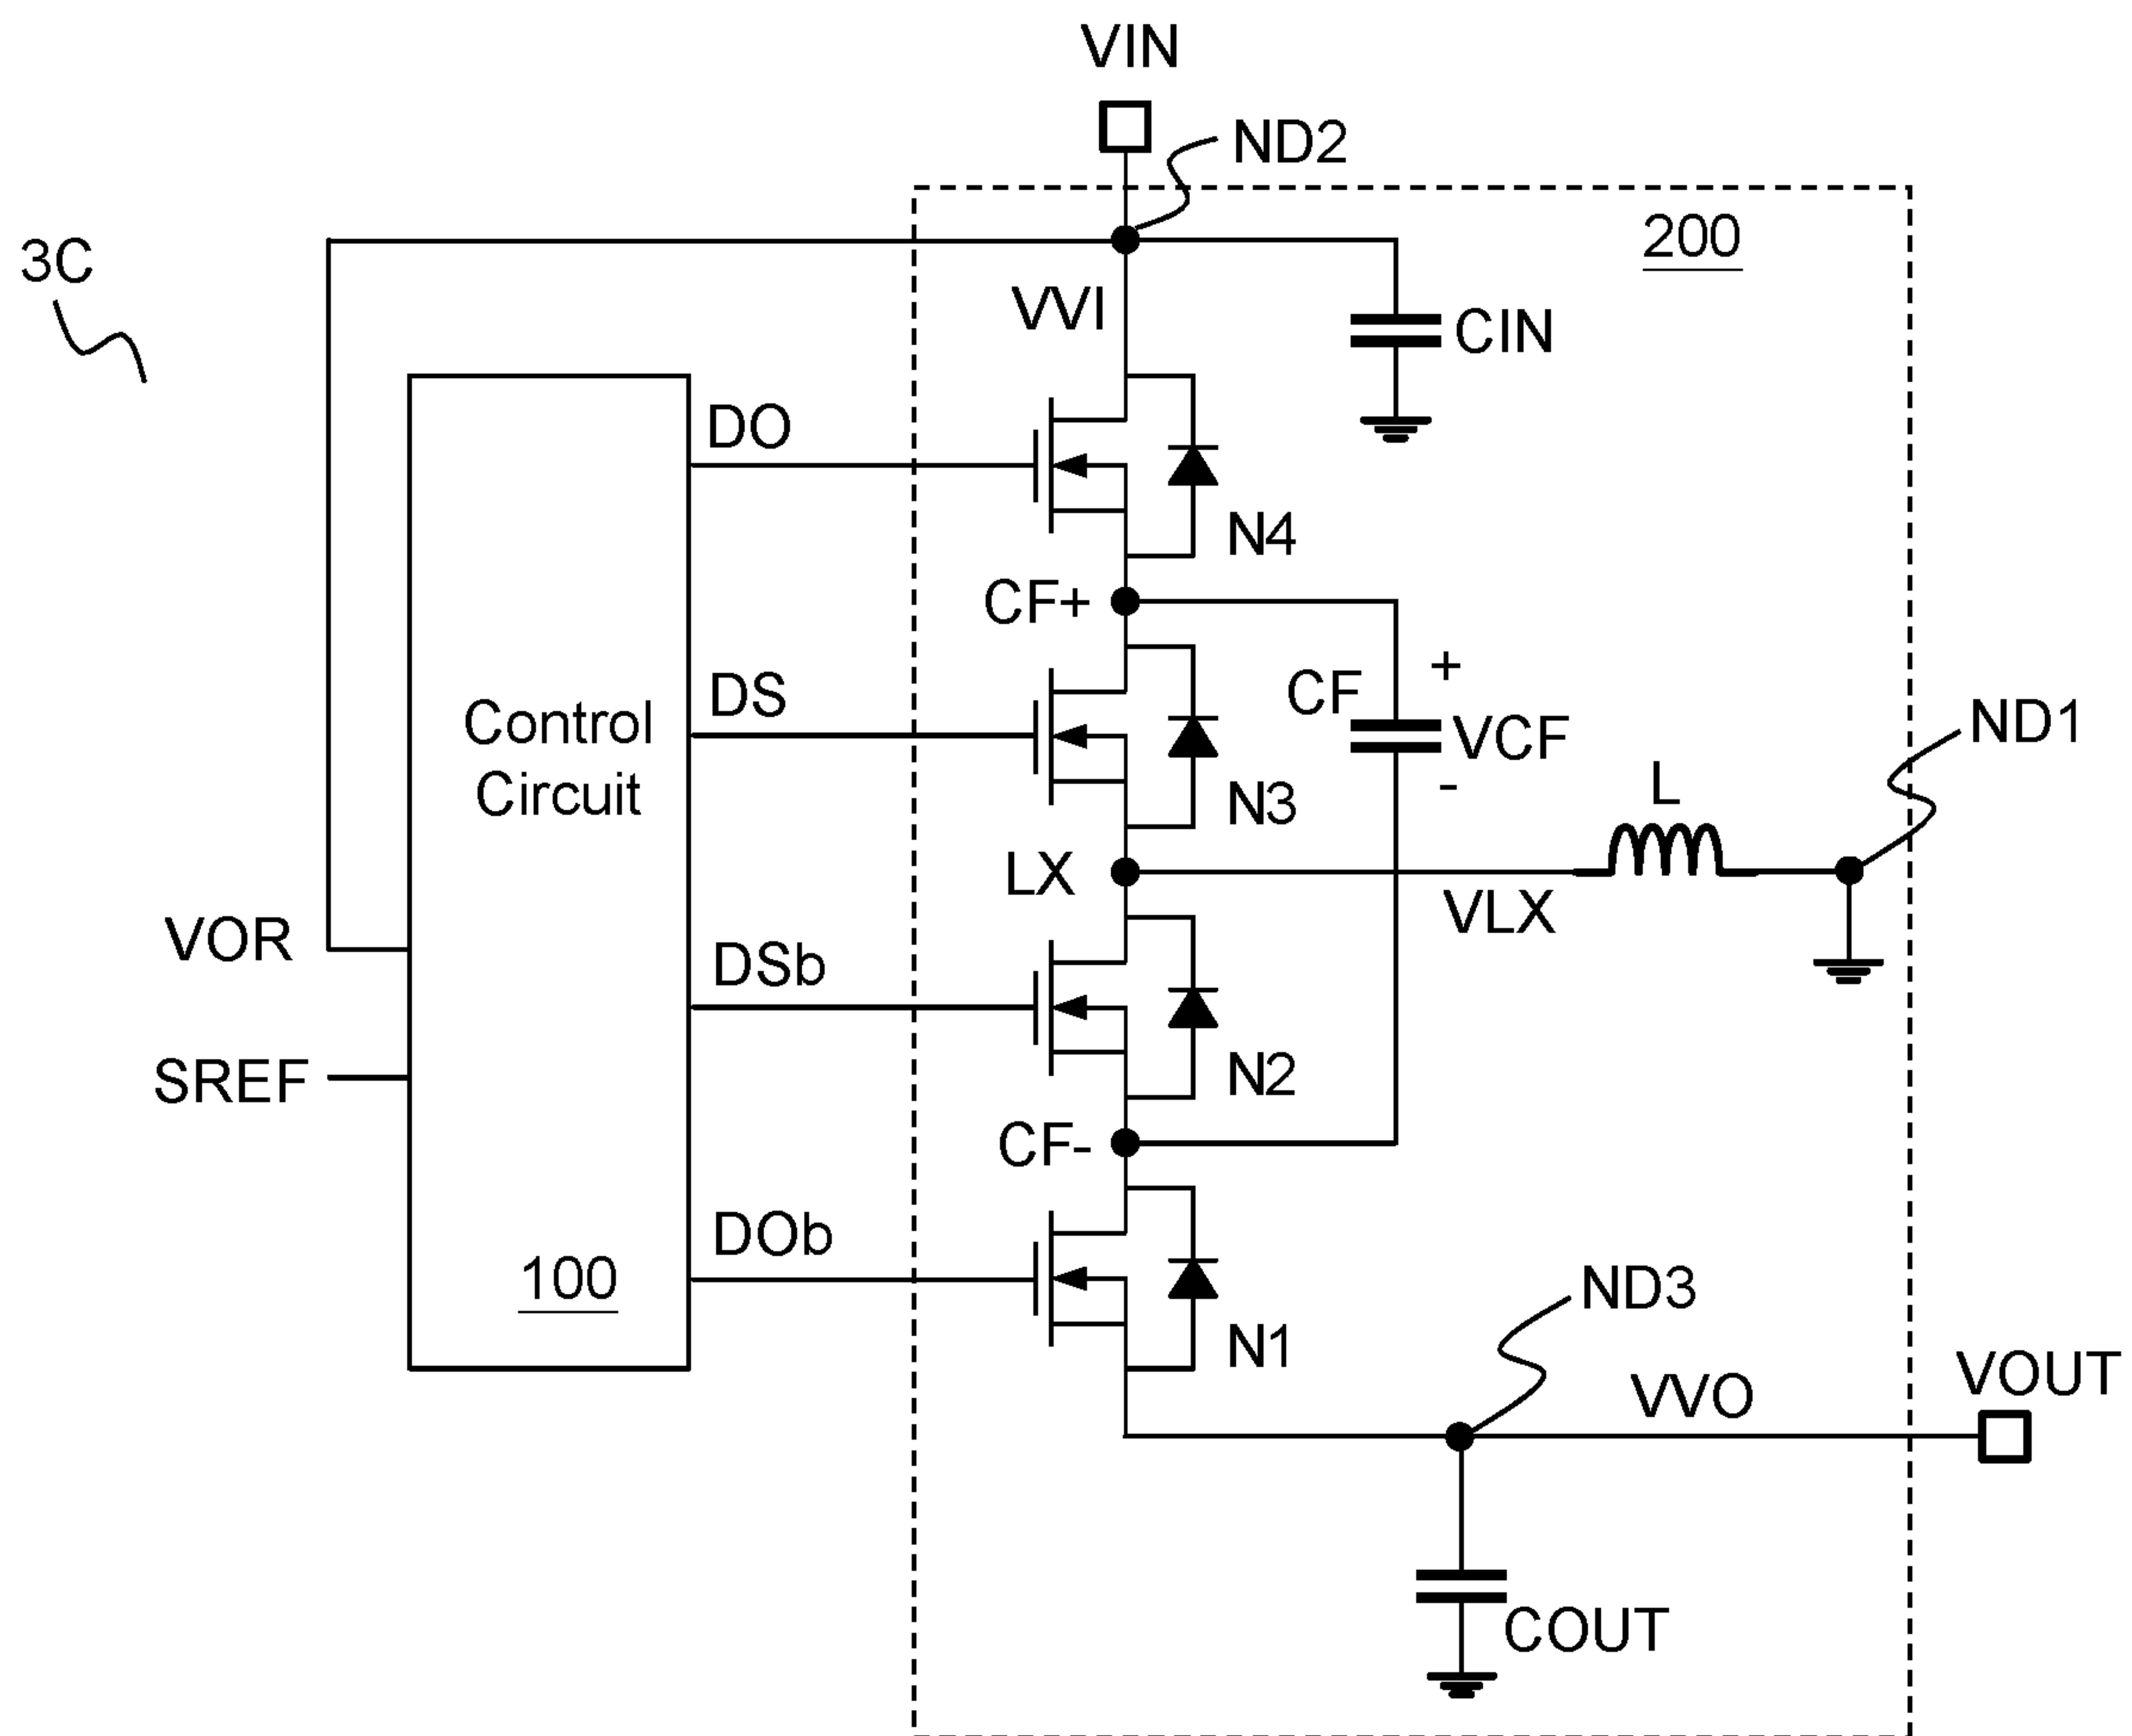 VIN
ND2
200
3C
VVI
CIN
DO
N4
CF+
DS
CF
+
VCF
-
ND1
Control
Circuit
N3
L
LX
VLX
VOR
DSb
SREF
N2
CF-
DOb
100
ND3
N1
VVO
VOUT
COUT